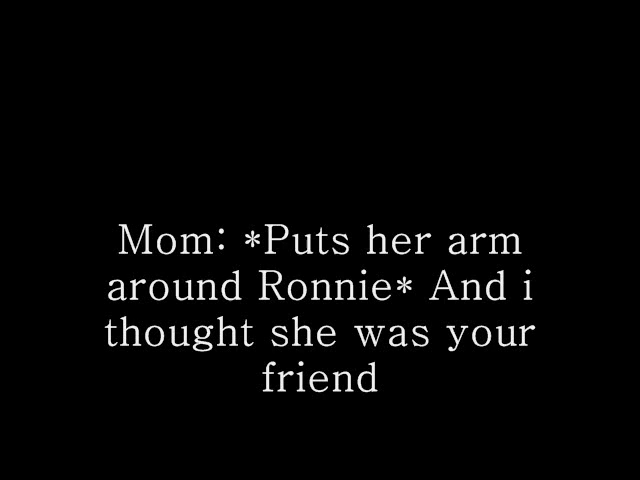 Mom: *Puts her arm
around Ronnie* And i
thought she was your
friend